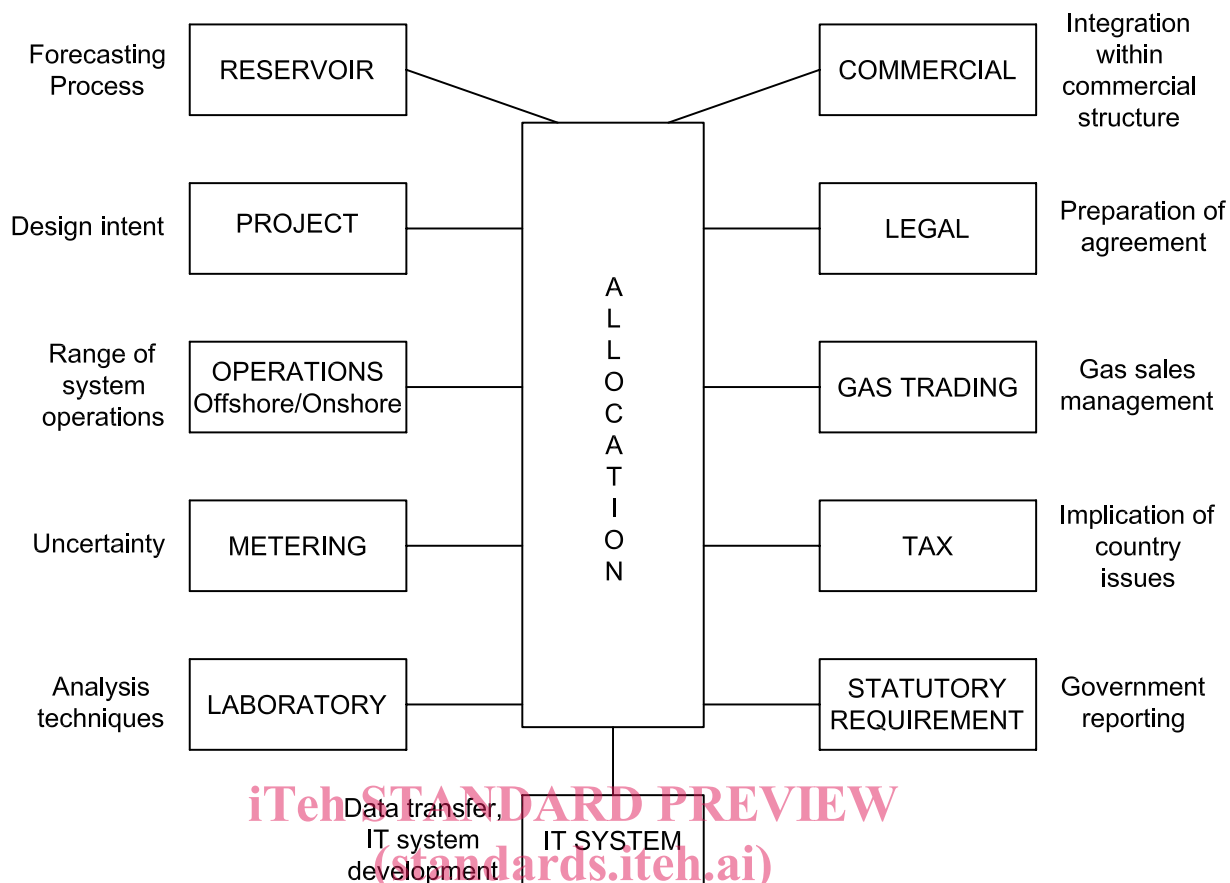 Forecasting
Process
RESERVOIR
COMMERCIAL
Integration
within
commercial
structure
Design intent
PROJECT
LEGAL
Preparation of
agreement
Range of
system
operations
OPERATIONS
Offshore/Onshore
GAS TRADING
Gas sales
management
Uncertainty
METERING
TAX
Implication of
country
issues
Analysis
techniques
LABORATORY
STATUTORY
REQUIREMENT
Government
reporting
A
L
L
O
C
A
T
I
O
N
iTeh STANDARD PREVIEW
(standards.iteh.ai)
Data transfer,
IT system
development
IT SYSTEM